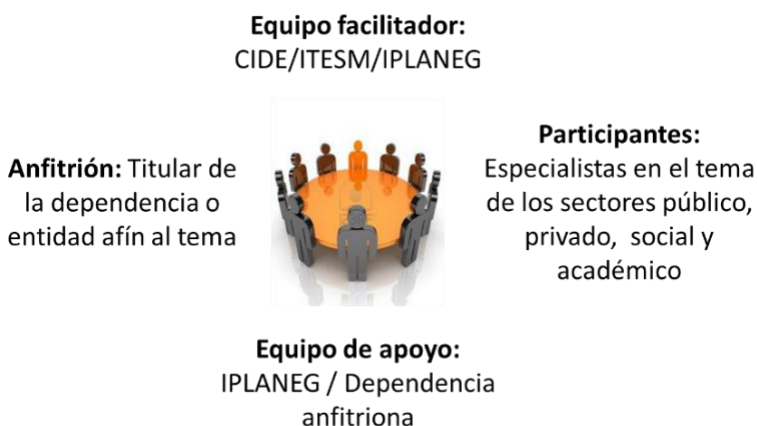 Equipo facilitador:
CIDE/ITESM/IPLANEG
Anfitrión: Titular de
la dependencia o
entidad afín al tema
Participantes:
Especialistas en el tema
de los sectores público,
privado, social y
académico
Equipo de apoyo:
IPLANEG / Dependencia
anfitriona